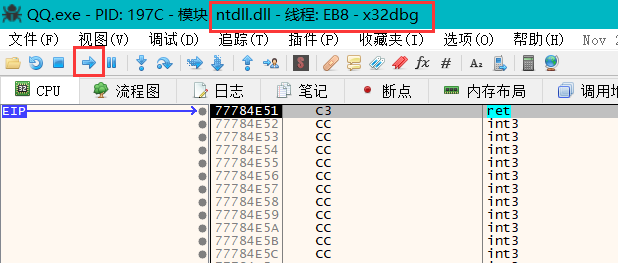 QQ.exe - PID: 197C - 模块 ntdll.dll - 线程: EB8 - x32dbg
文件(F) 视图(V) 调试(D) 追踪(T) 插件(P) 收藏夹(I) 选项(O) 帮助(H) Nov 2
CPU 流程图 日志 笔记 断点 内存布局 调用堆
EIP 77784E51 C3 ret
77784E52 CC int3
77784E53 CC int3
77784E54 CC int3
77784E55 CC int3
77784E56 CC int3
77784E57 CC int3
77784E58 CC int3
77784E59 CC int3
77784E5A CC int3
77784E5B CC int3
77784E5C CC int3